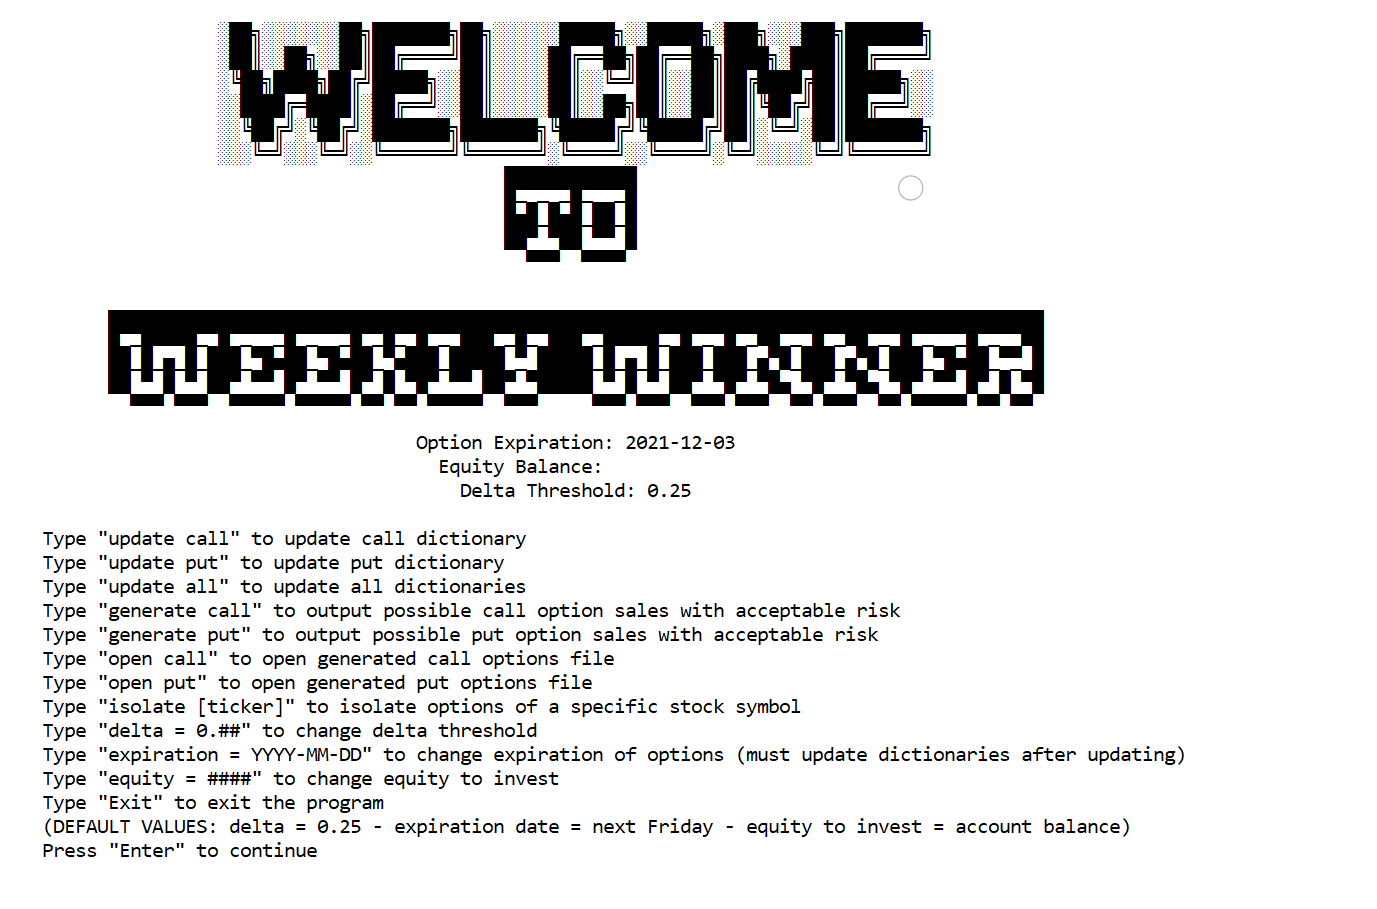 WELCOME
TO
WEEKLY WINNER
Option Expiration: 2021-12-03
Equity Balance:
Delta Threshold: 0.25
Type "update call" to update call dictionary
Type "update put" to update put dictionary
Type "update all" to update all dictionaries
Type "generate call" to output possible call option sales with acceptable risk
Type "generate put" to output possible put option sales with acceptable risk
Type "open call" to open generated call options file
Type "open put" to open generated put options file
Type "isolate [ticker]" to isolate options of a specific stock symbol
Type "delta = 0.##" to change delta threshold
Type "expiration = YYYY-MM-DD" to change expiration of options (must update dictionaries after updating)
Type "equity = ####" to change equity to invest
Type "Exit" to exit the program
(DEFAULT VALUES: delta = 0.25 - expiration date = next Friday - equity to invest = account balance)
Press "Enter" to continue